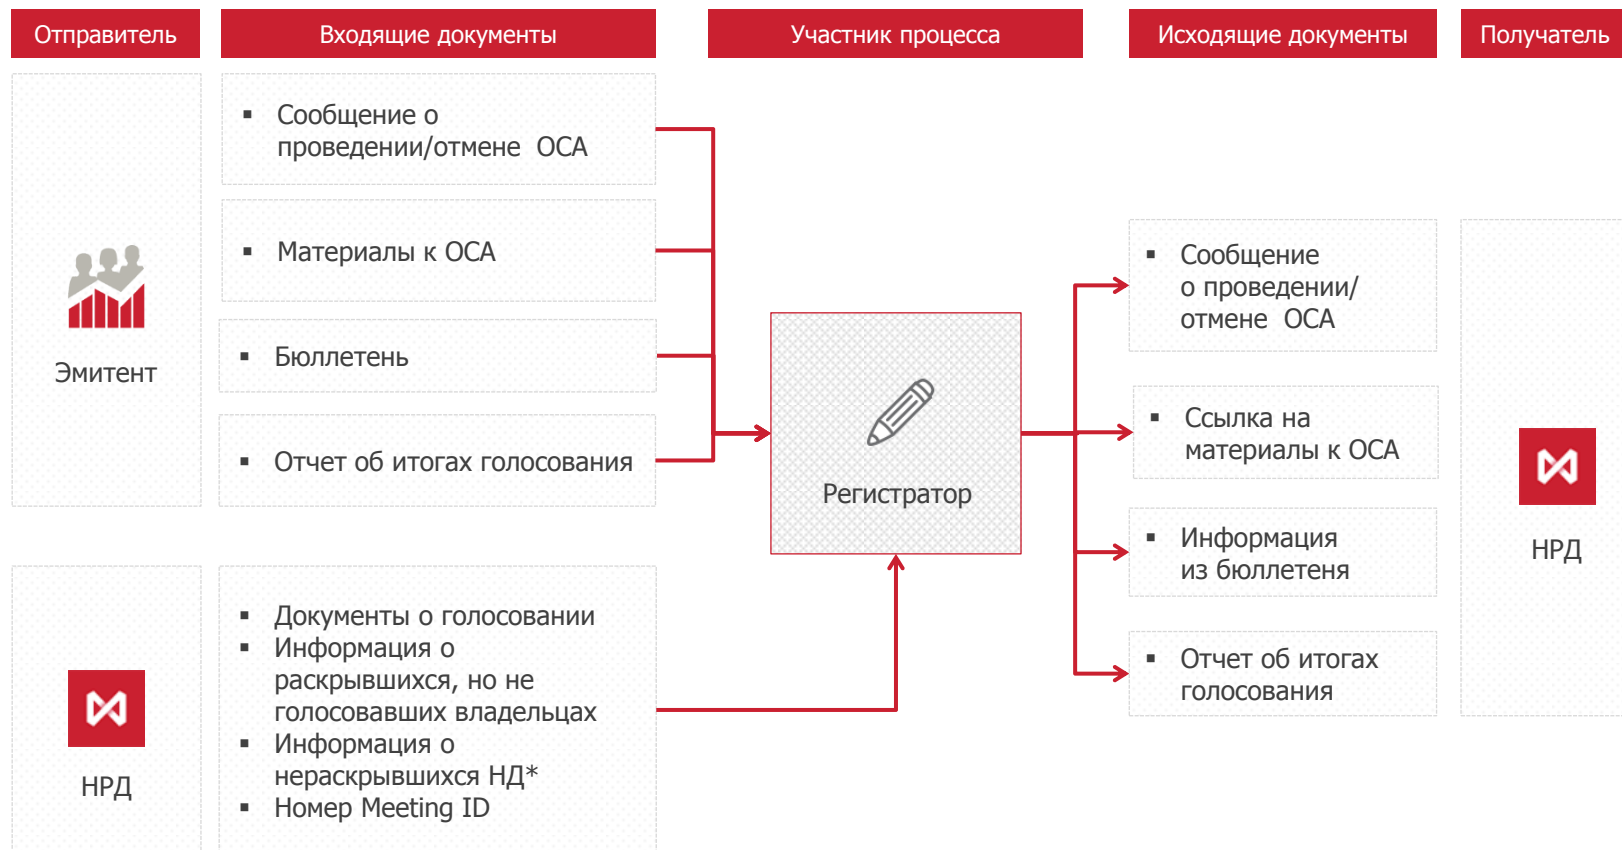 Отправитель
Входящие документы
Участник процесса
Исходящие документы
Получатель
Эмитент
▪ Сообщение о
проведении/отмене ОСА
▪ Материалы к ОСА
▪ Бюллетень
▪ Отчет об итогах голосования
НРД
▪ Документы о голосовании
▪ Информация о
раскрывшихся, но не
голосовавших владельцах
▪ Информация о
нераскрывшихся НД*
▪ Номер Meeting ID
Регистратор
▪ Сообщение
о проведении/
отмене ОСА
▪ Ссылка на
материалы к ОСА
▪ Информация
из бюллетеня
▪ Отчет об итогах
голосования
НРД